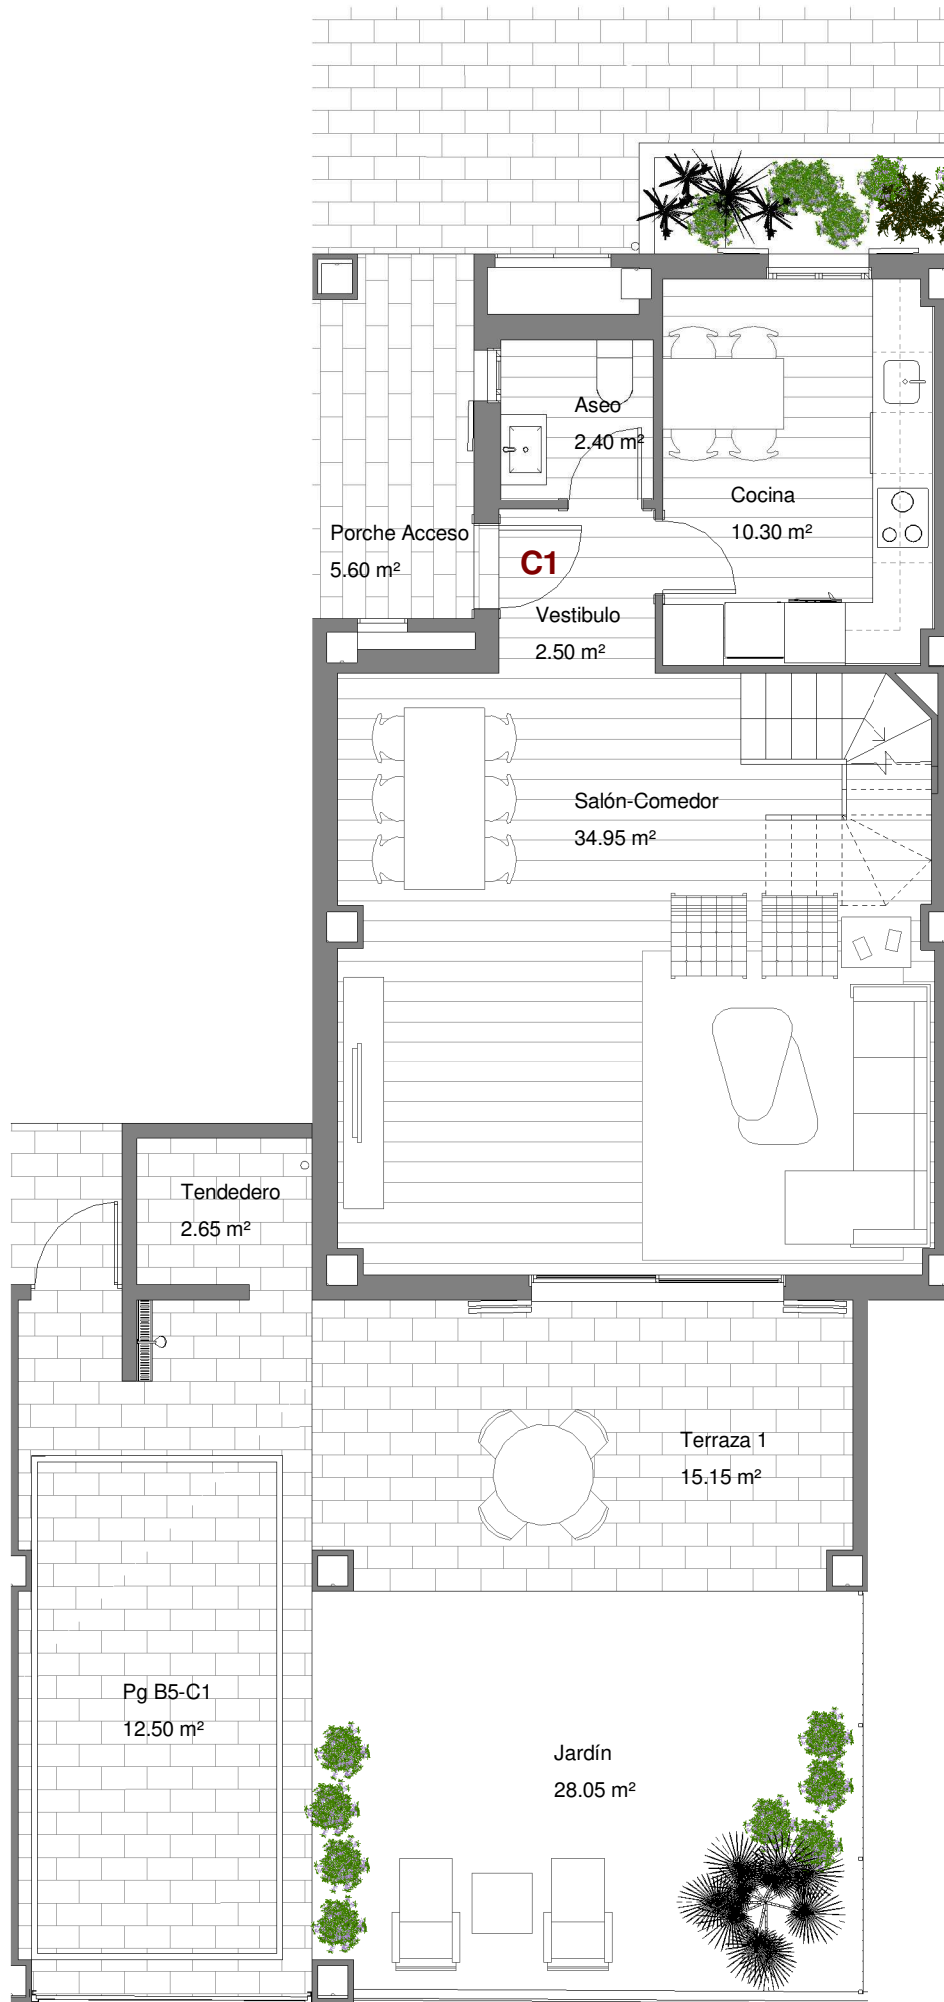 Aseo
2.40 m²
Cocina
10.30 m²
Porche Acceso
5.60 m²
C1
Vestibulo
2.50 m²
Salón-Comedor
34.95 m²
Tendedero
2.65 m²
Terraza 1
15.15 m²
Pg B5-C1
12.50 m²
Jardín
28.05 m²